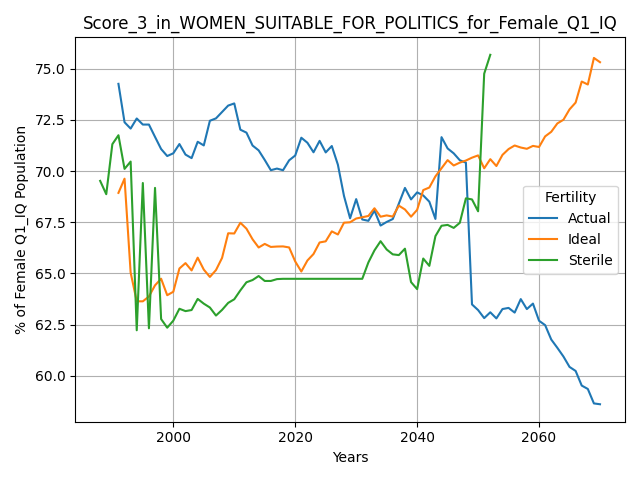 Score_3_in_WOMEN_SUITABLE_FOR_POLITICS_for_Female_Q1_IQ
% of Female Q1_IQ Population
75.0
72.5
70.0
67.5
65.0
62.5
60.0
Fertility
Actual
Ideal
Sterile
2000
2020
2040
2060
Years